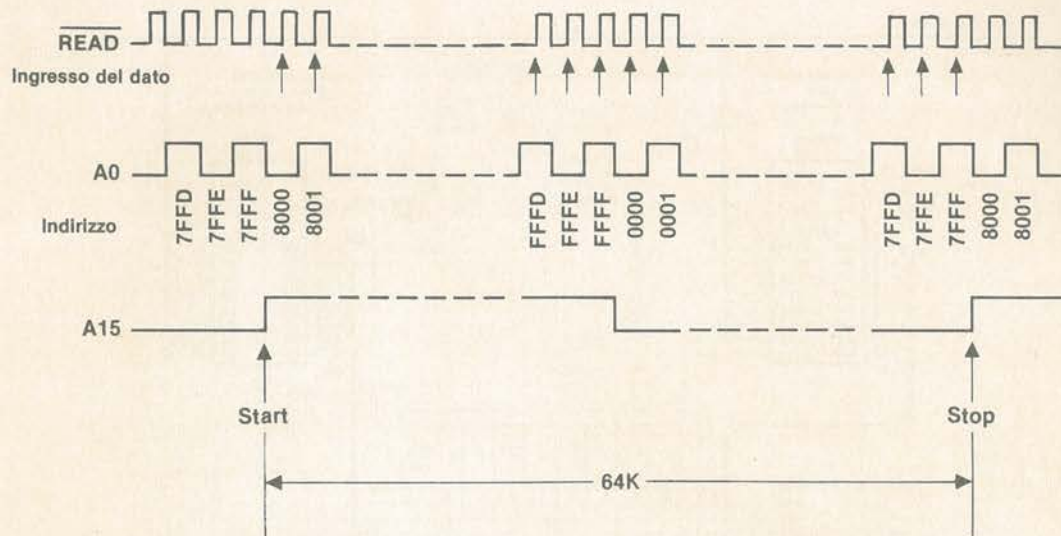 READ
Ingresso del dato
A0
Indirizzo
7FFD
7FFE
7FFF
8000
8001
FFFD
FFFE
FFFF
0000
0001
7FFD
7FFE
7FFF
8000
8001
A15
Start
Stop
64K